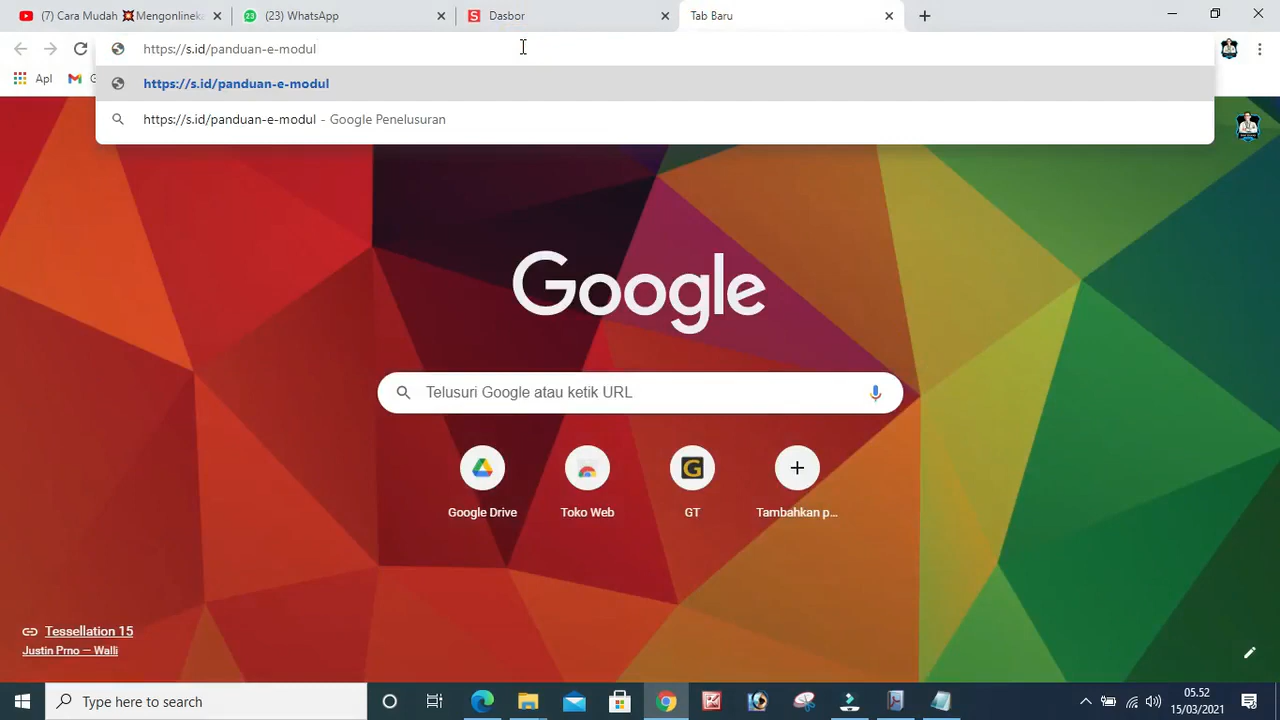 (7) Cara Mudah 💥Mengonlineka
(23) WhatsApp
Dasbor
Tab Baru
https://s.id/panduan-e-modul
https://s.id/panduan-e-modul
https://s.id/panduan-e-modul - Google Penelusuran
Apl
G
Google
Telusuri Google atau ketik URL
Google Drive
Toko Web
GT
Tambahkan p...
Tessellation 15
Justin Prno — Walli
Type here to search
05.52
15/03/2021